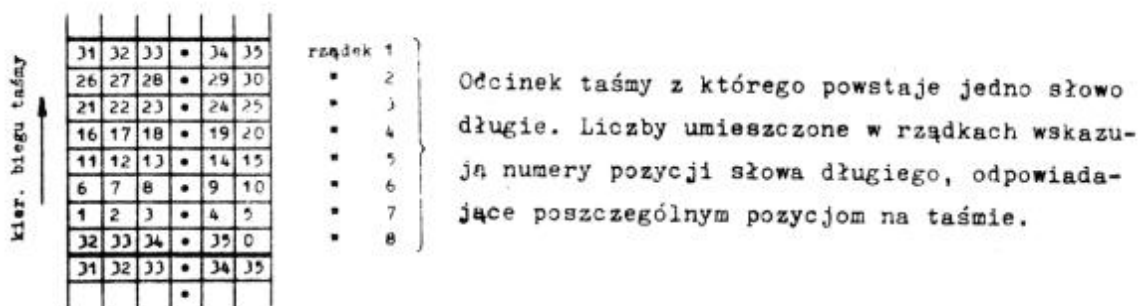 kier. biegu taśmy
31 32 33 • 34 35 rządek 1
26 27 28 • 29 30 " 2
21 22 23 • 24 25 " 3
16 17 18 • 19 20 " 4
11 12 13 • 14 15 " 5
6 7 8 • 9 10 " 6
1 2 3 • 4 5 " 7
32 33 34 • 35 0 " 8
31 32 33 • 34 35
•
Odcinek taśmy z którego powstaje jedno słowo
długie. Liczby umieszczone w rządkach wskazu-
ją numery pozycji słowa długiego, odpowiada-
jące poszczególnym pozycjom na taśmie.